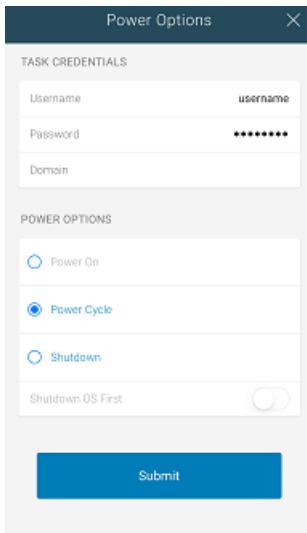 Power Options
TASK CREDENTIALS
Username username
Password ••••••••
Domain
POWER OPTIONS
Power On
Power Cycle
Shutdown
Shutdown OS First
Submit